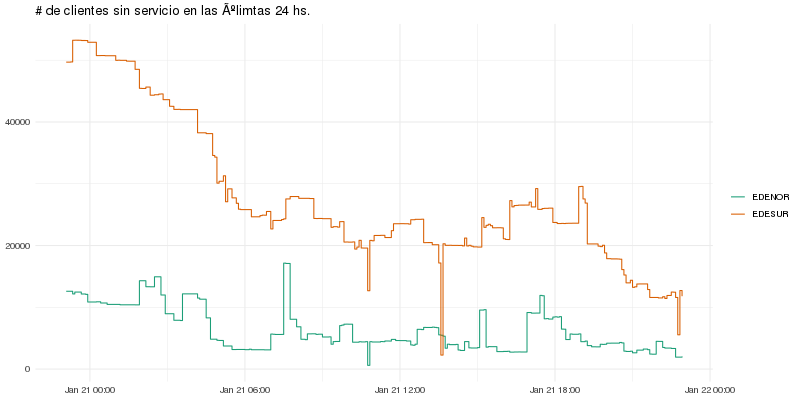 # de clientes sin servicio en las Ãºlimtas 24 hs.
40000
20000
0
Jan 21 00:00
Jan 21 06:00
Jan 21 12:00
Jan 21 18:00
Jan 22 00:00
EDENOR
EDESUR